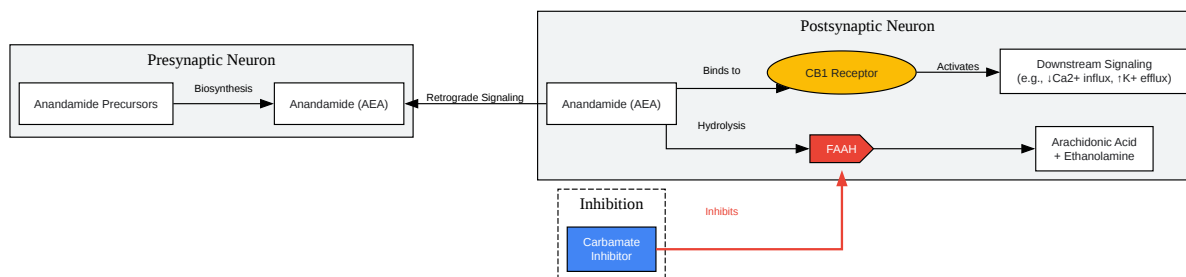 Presynaptic Neuron
Anandamide Precursors
Biosynthesis
Anandamide (AEA)
Retrograde Signaling
Postsynaptic Neuron
Anandamide (AEA)
Binds to
CB1 Receptor
Activates
Downstream Signaling
(e.g., ↓Ca2+ influx, ↑K+ efflux)
Hydrolysis
FAAH
Arachidonic Acid
+ Ethanolamine
Inhibition
Carbamate
Inhibitor
Inhibits